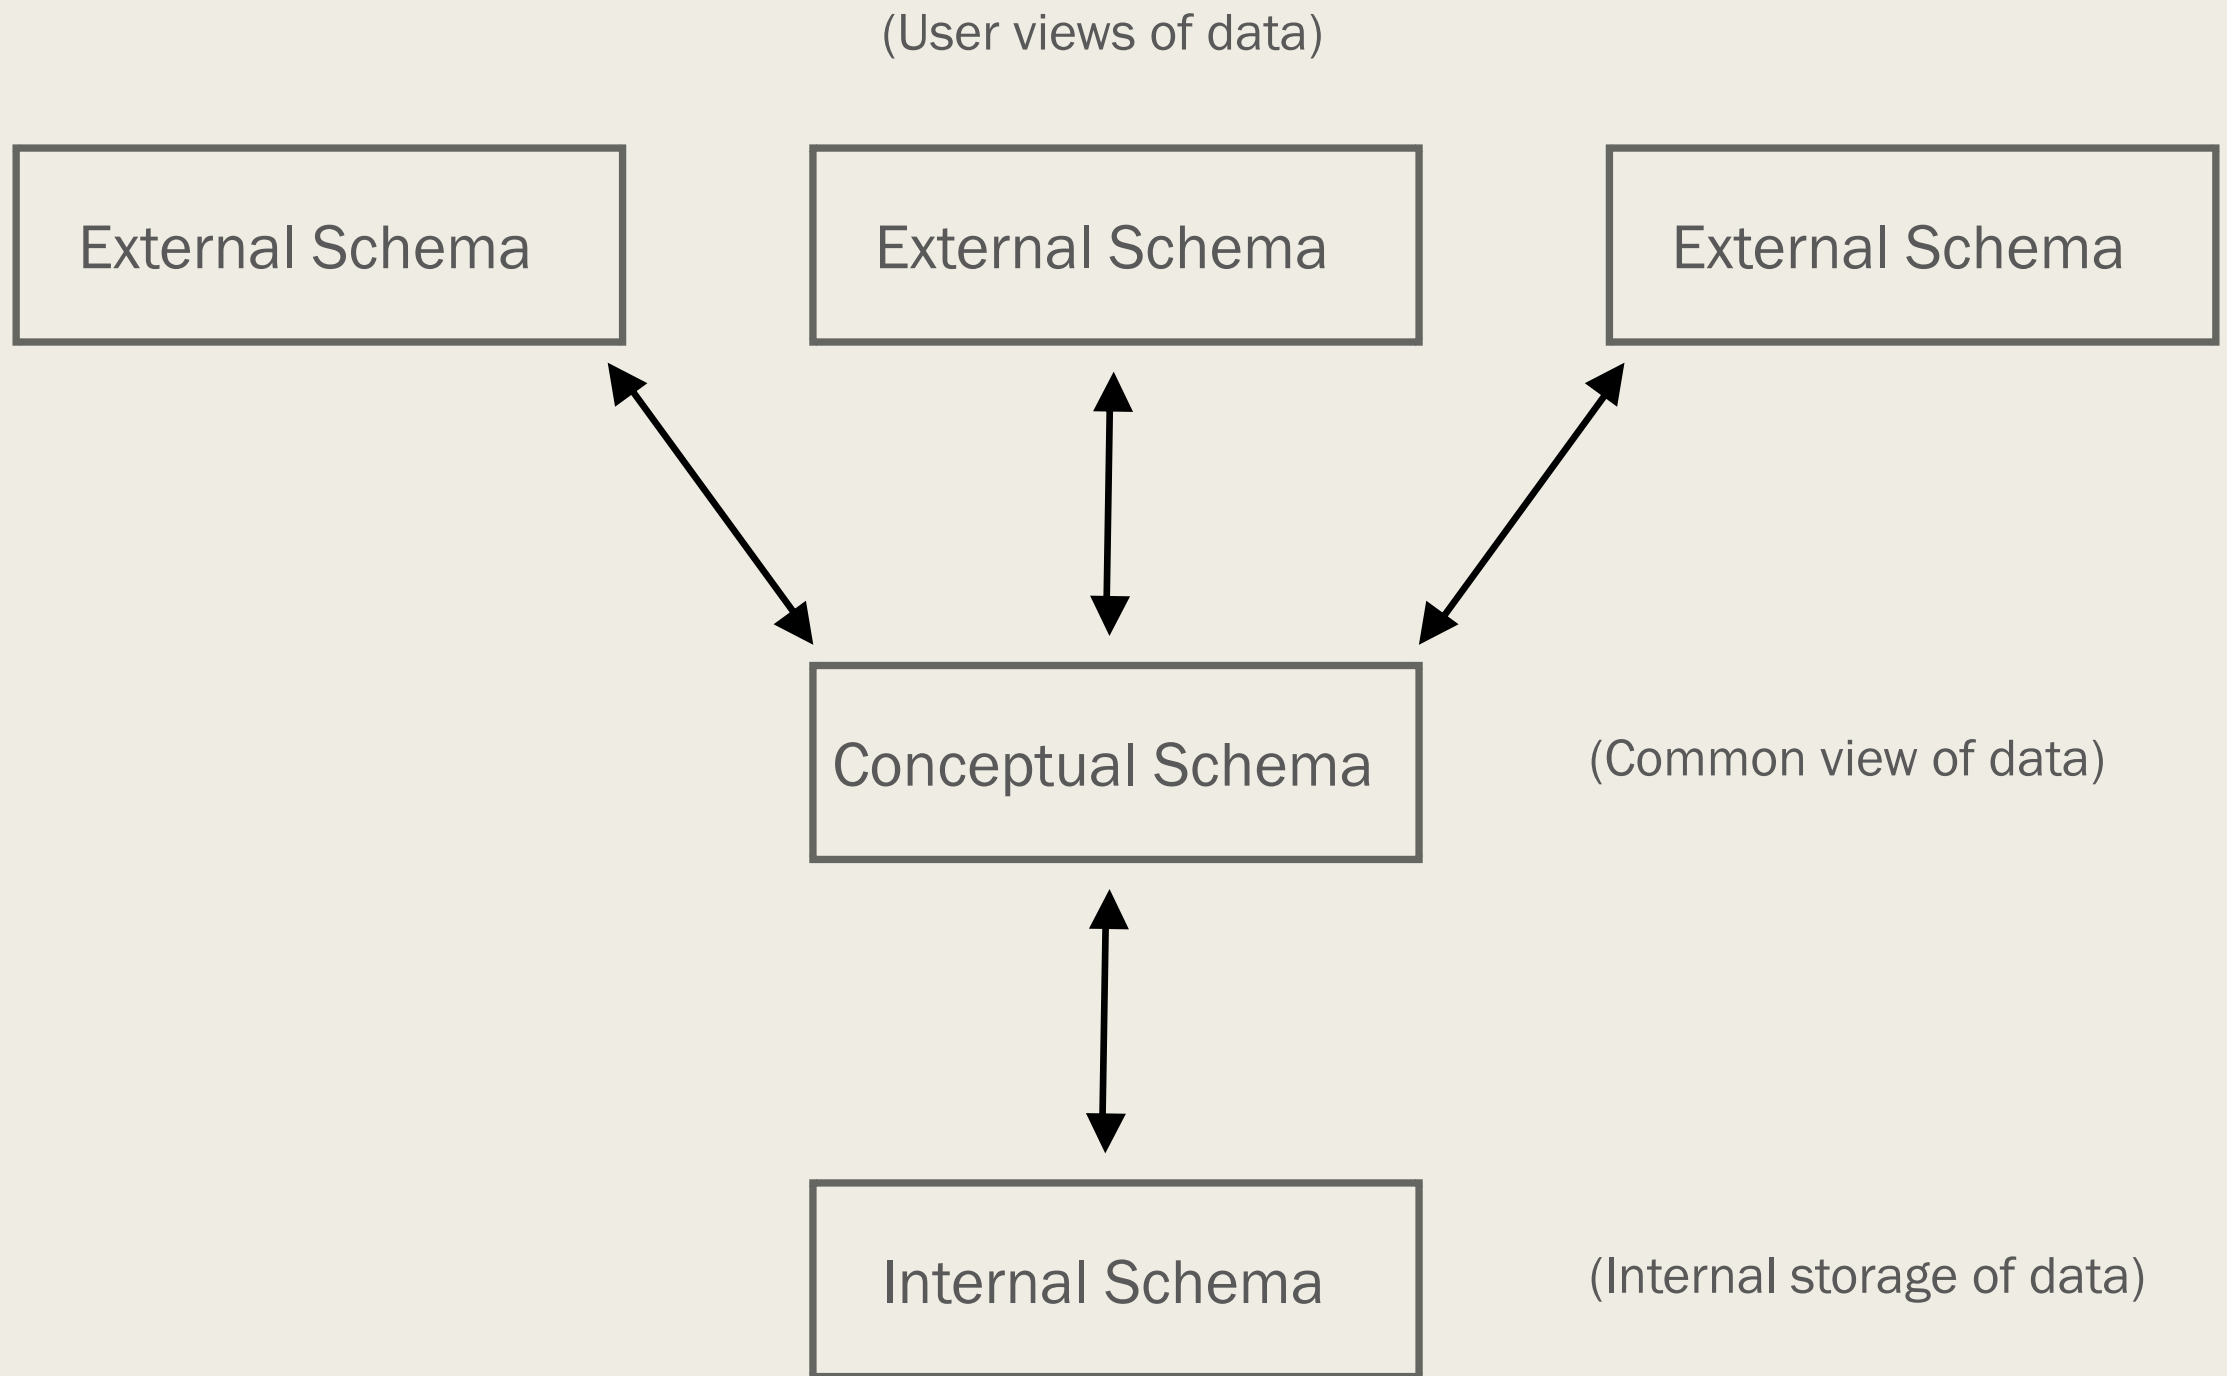 (User views of data)
External Schema
External Schema
External Schema
Conceptual Schema
(Common view of data)
Internal Schema
(Internal storage of data)